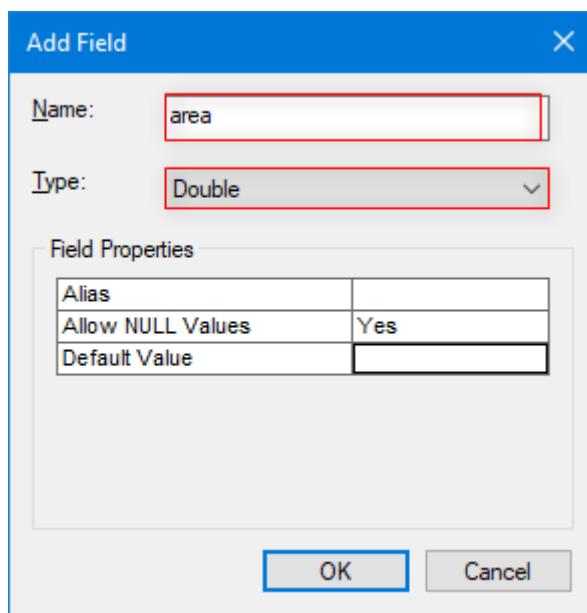 Add Field
Name: area
Type: Double
Field Properties
Alias
Allow NULL Values Yes
Default Value
OK Cancel